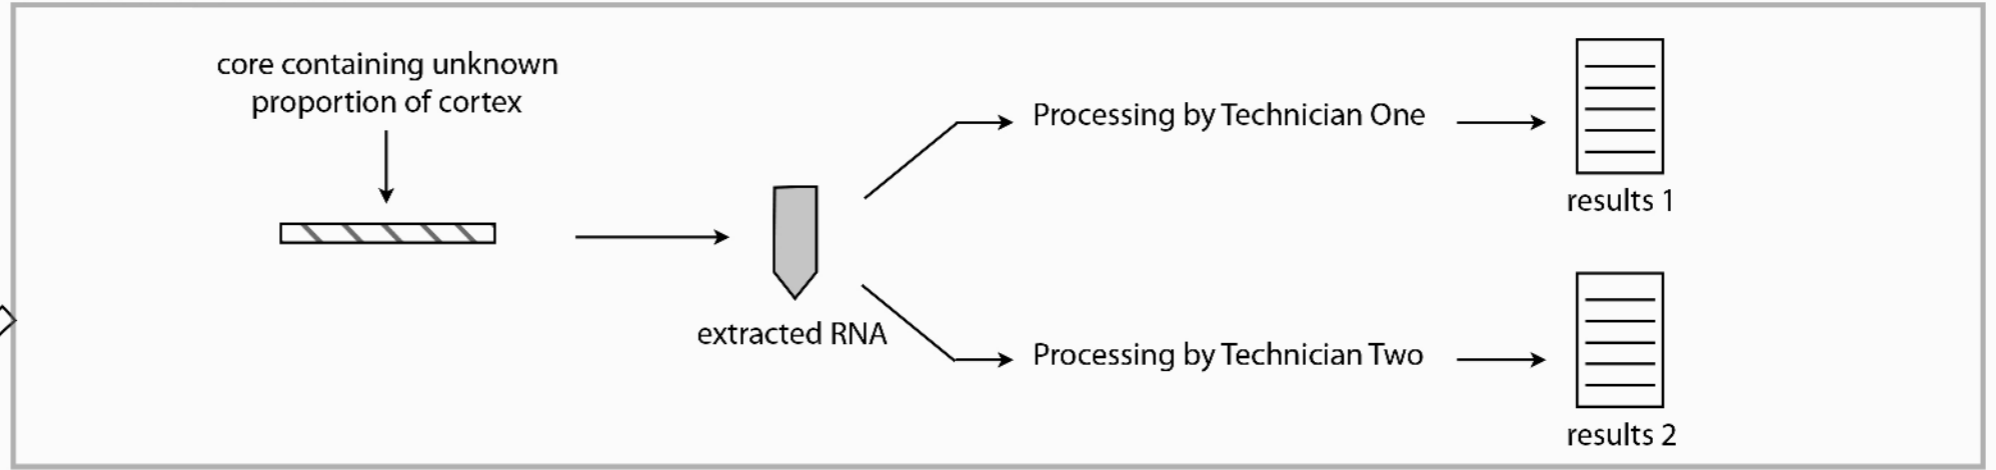 core containing unknown
proportion of cortex
extracted RNA
Processing by Technician One
results 1
Processing by Technician Two
results 2